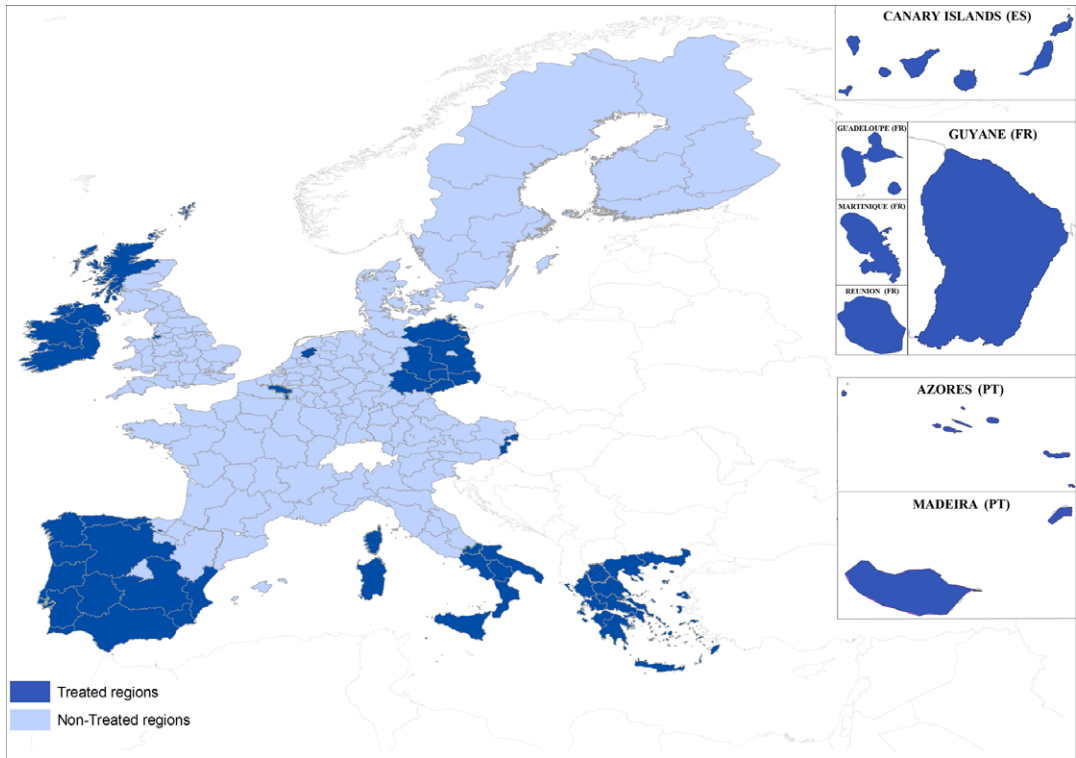 CANARY ISLANDS (ES)
GUADELOUPE (FR)
GUYANE (FR)
MARTINIQUE (FR)
REUNION (FR)
AZORES (PT)
MADEIRA (PT)
Treated regions
Non-Treated regions